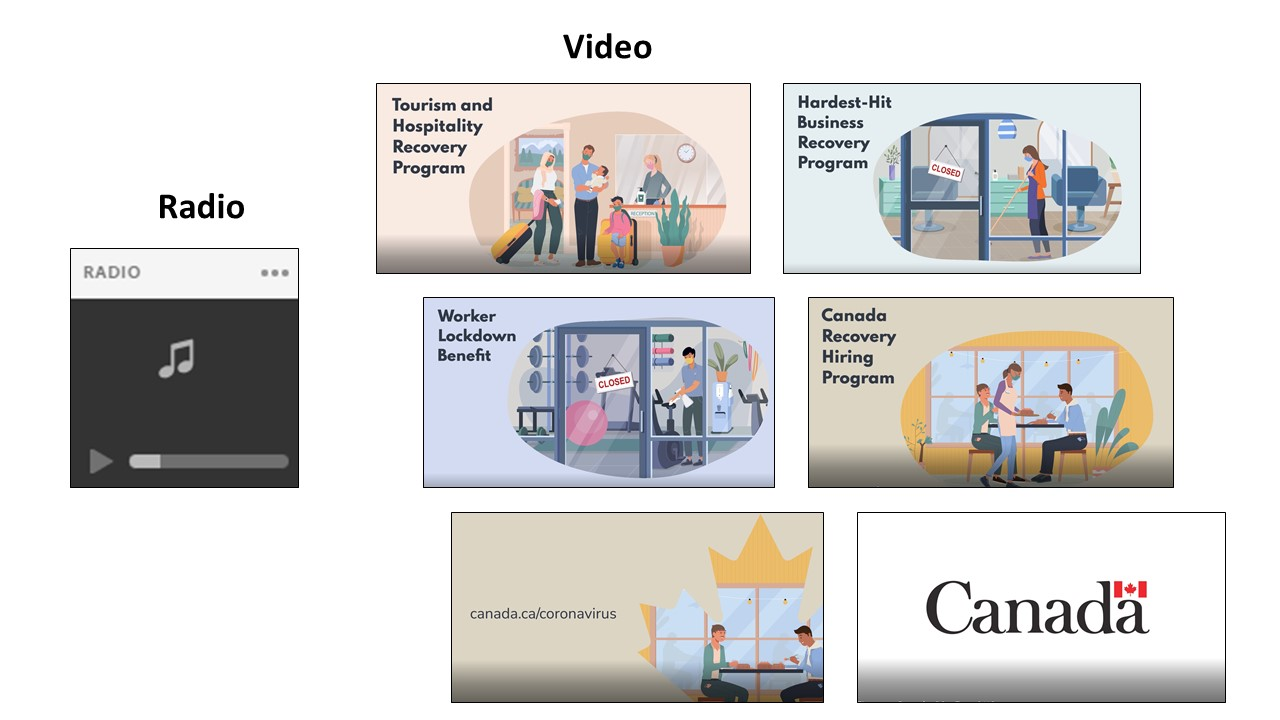 Video
Radio
RADIO
Tourism and
Hospitality
Recovery
Program
RECEPTION
Hardest-Hit
Business
Recovery
Program
CLOSED
Worker
Lockdown
Benefit
CLOSED
Canada
Recovery
Hiring
Program
canada.ca/coronavirus
Canada